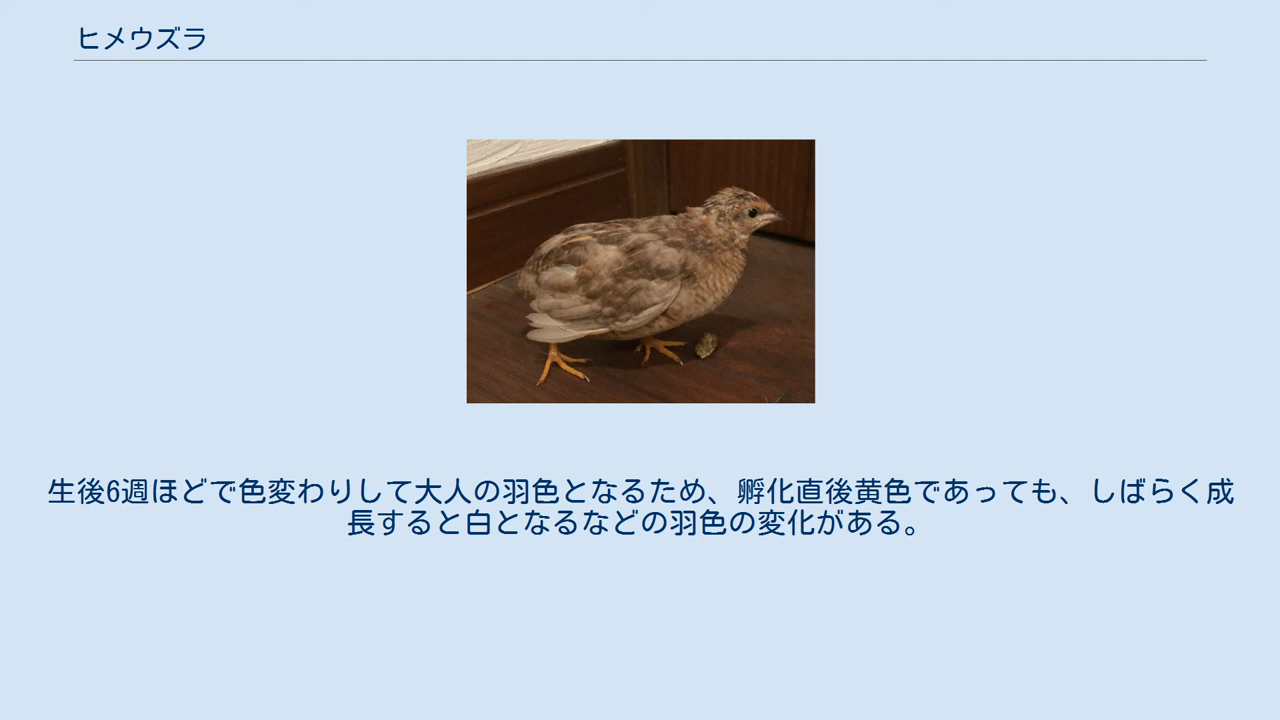 ヒメウズラ
生後6週ほどで色変わりして大人の羽色となるため、孵化直後黄色であっても、しばらく成
長すると白となるなどの羽色の変化がある。